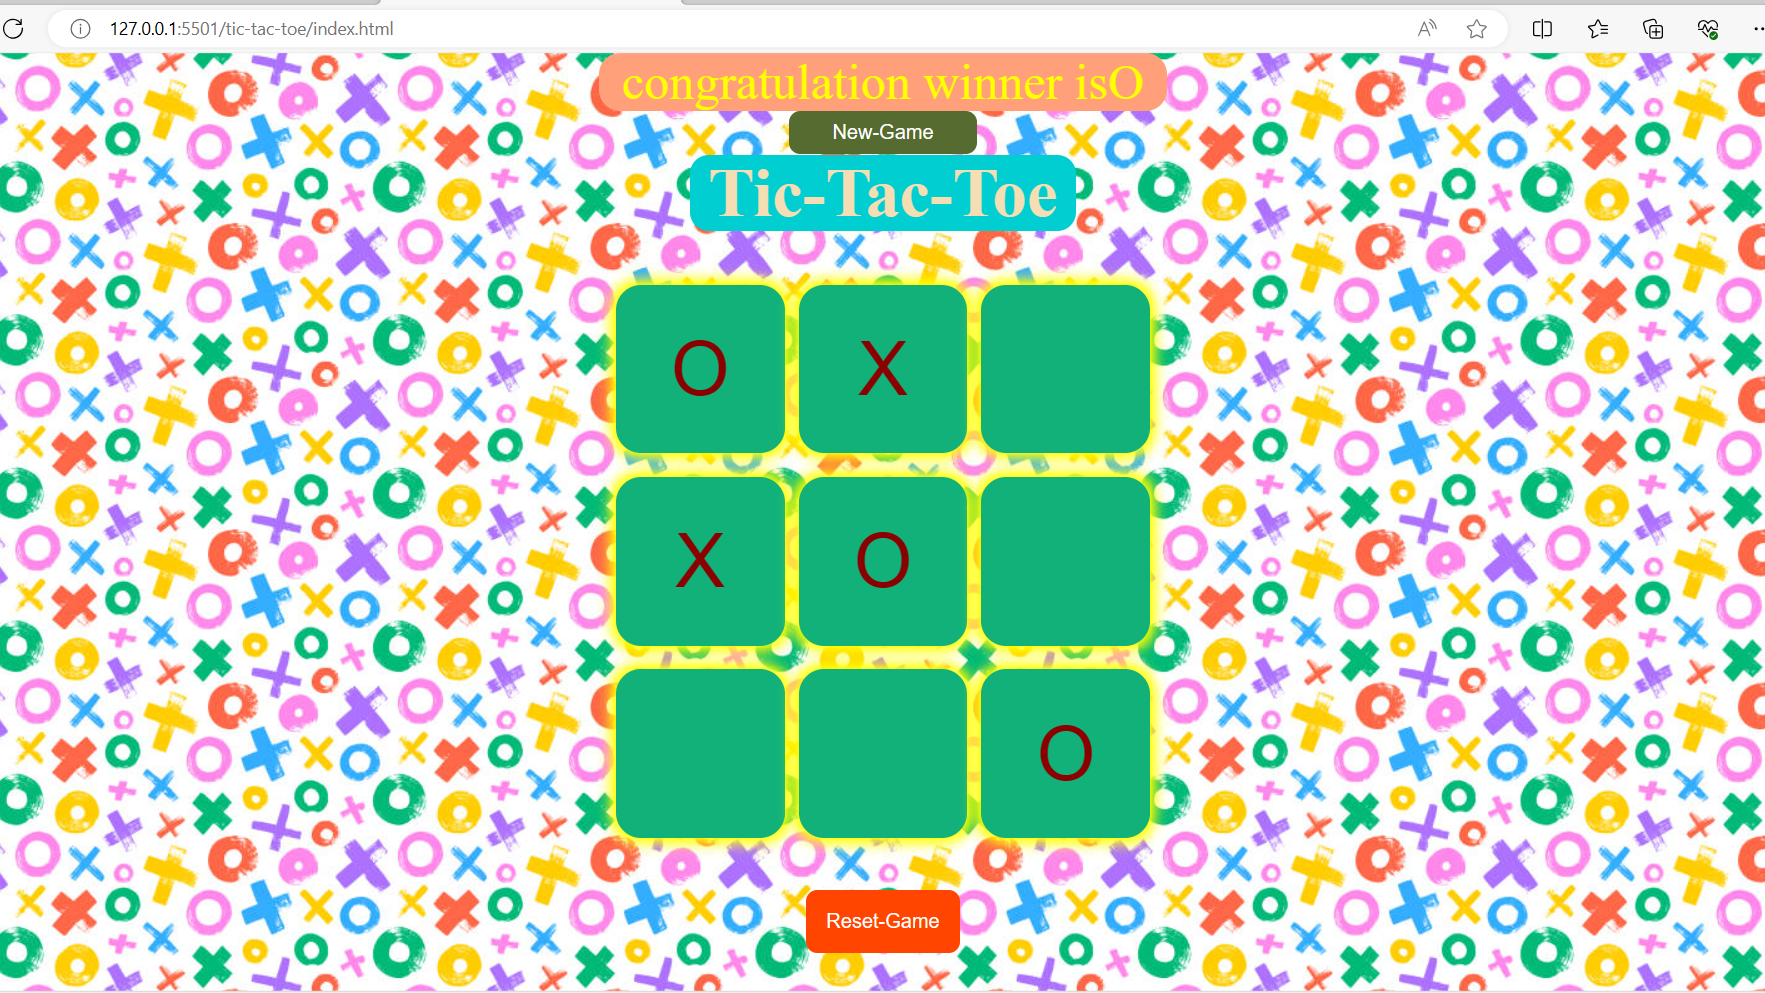 127.0.0.1:5501/tic-tac-toe/index.html
congratulation winner isO
New-Game
Tic-Tac-Toe
O X
X O
O
Reset-Game